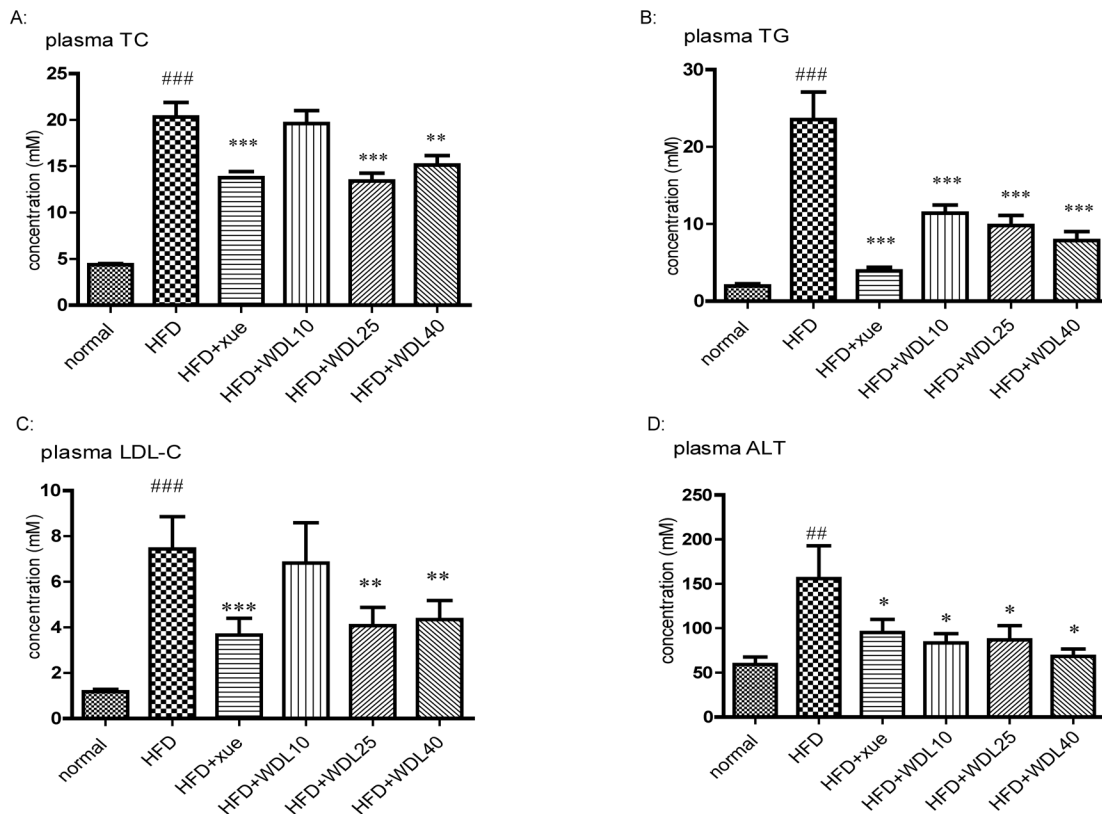 A:
plasma TC
concentration (mM)
25
20
15
10
5
0
###
***
***
**
normal
HFD
HFD+xue
HFD+WDL10
HFD+WDL25
HFD+WDL40
B:
plasma TG
concentration (mM)
30
20
10
0
###
***
***
***
***
normal
HFD
HFD+xue
HFD+WDL10
HFD+WDL25
HFD+WDL40
C:
plasma LDL-C
concentration (mM)
10
8
6
4
2
0
###
***
**
**
normal
HFD
HFD+xue
HFD+WDL10
HFD+WDL25
HFD+WDL40
D:
plasma ALT
concentration (mM)
250
200
150
100
50
0
##
*
*
*
*
normal
HFD
HFD+xue
HFD+WDL10
HFD+WDL25
HFD+WDL40